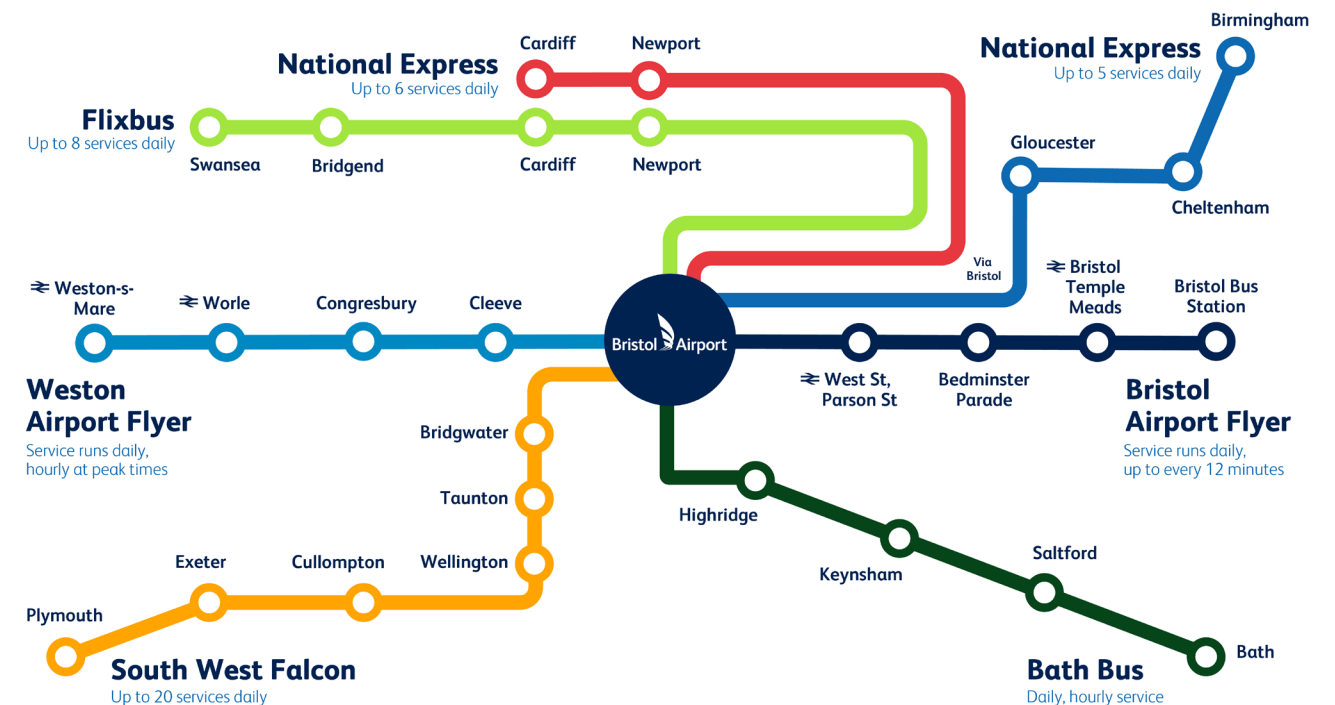 Birmingham
Cardiff
Newport
National Express
Up to 6 services daily
National Express
Up to 5 services daily
Flixbus
Up to 8 services daily
Swansea
Bridgend
Cardiff
Newport
Gloucester
Cheltenham
Via
Bristol
Weston-s-
Mare
Worle
Congresbury
Cleeve
Bristol Airport
Bristol
Temple
Meads
Bristol Bus
Station
West St,
Parson St
Bedminster
Parade
Weston
Airport Flyer
Service runs daily,
hourly at peak times
Bristol
Airport Flyer
Service runs daily,
up to every 12 minutes
Bridgwater
Taunton
Wellington
Cullompton
Exeter
Plymouth
South West Falcon
Up to 20 services daily
Highridge
Keynsham
Saltford
Bath
Bath Bus
Daily, hourly service